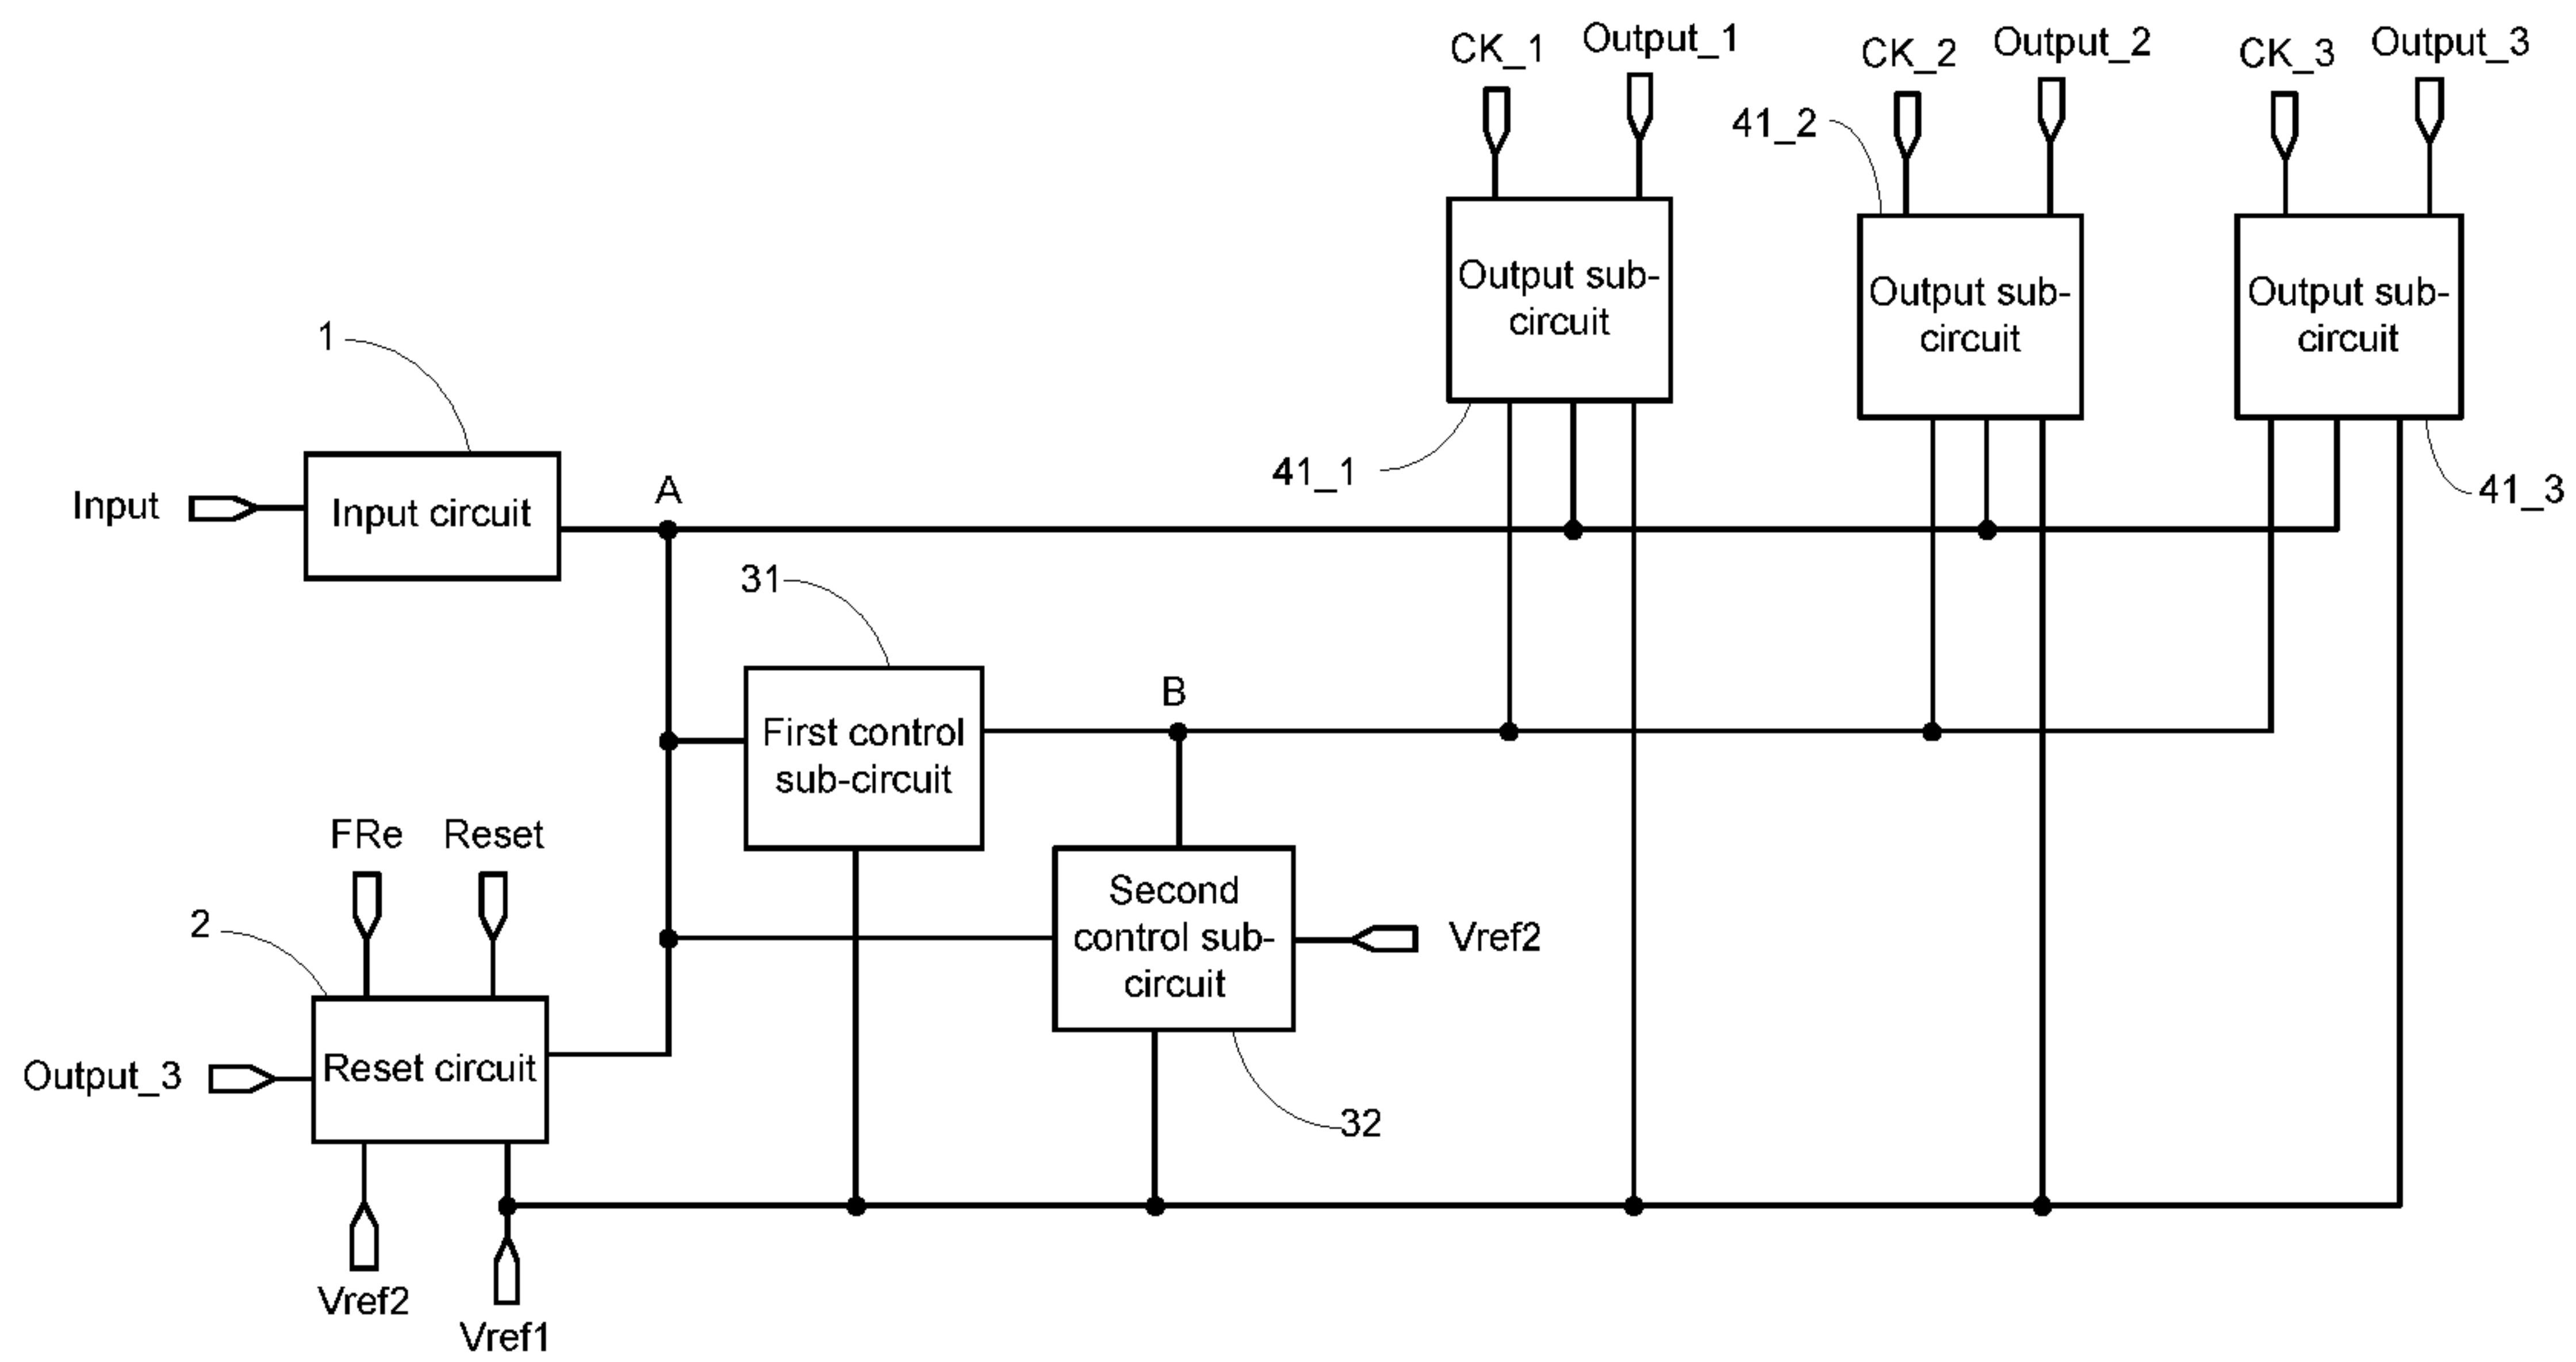 CK_1
Output_1
CK_2
Output_2
CK_3
Output_3
41_2
Output sub-
circuit
Output sub-
circuit
Output sub-
circuit
1
41_1
41_3
Input
Input circuit
A
31
First control
sub-circuit
B
FRe
Reset
2
Second
control sub-
circuit
Vref2
Output_3
Reset circuit
32
Vref2
Vref1